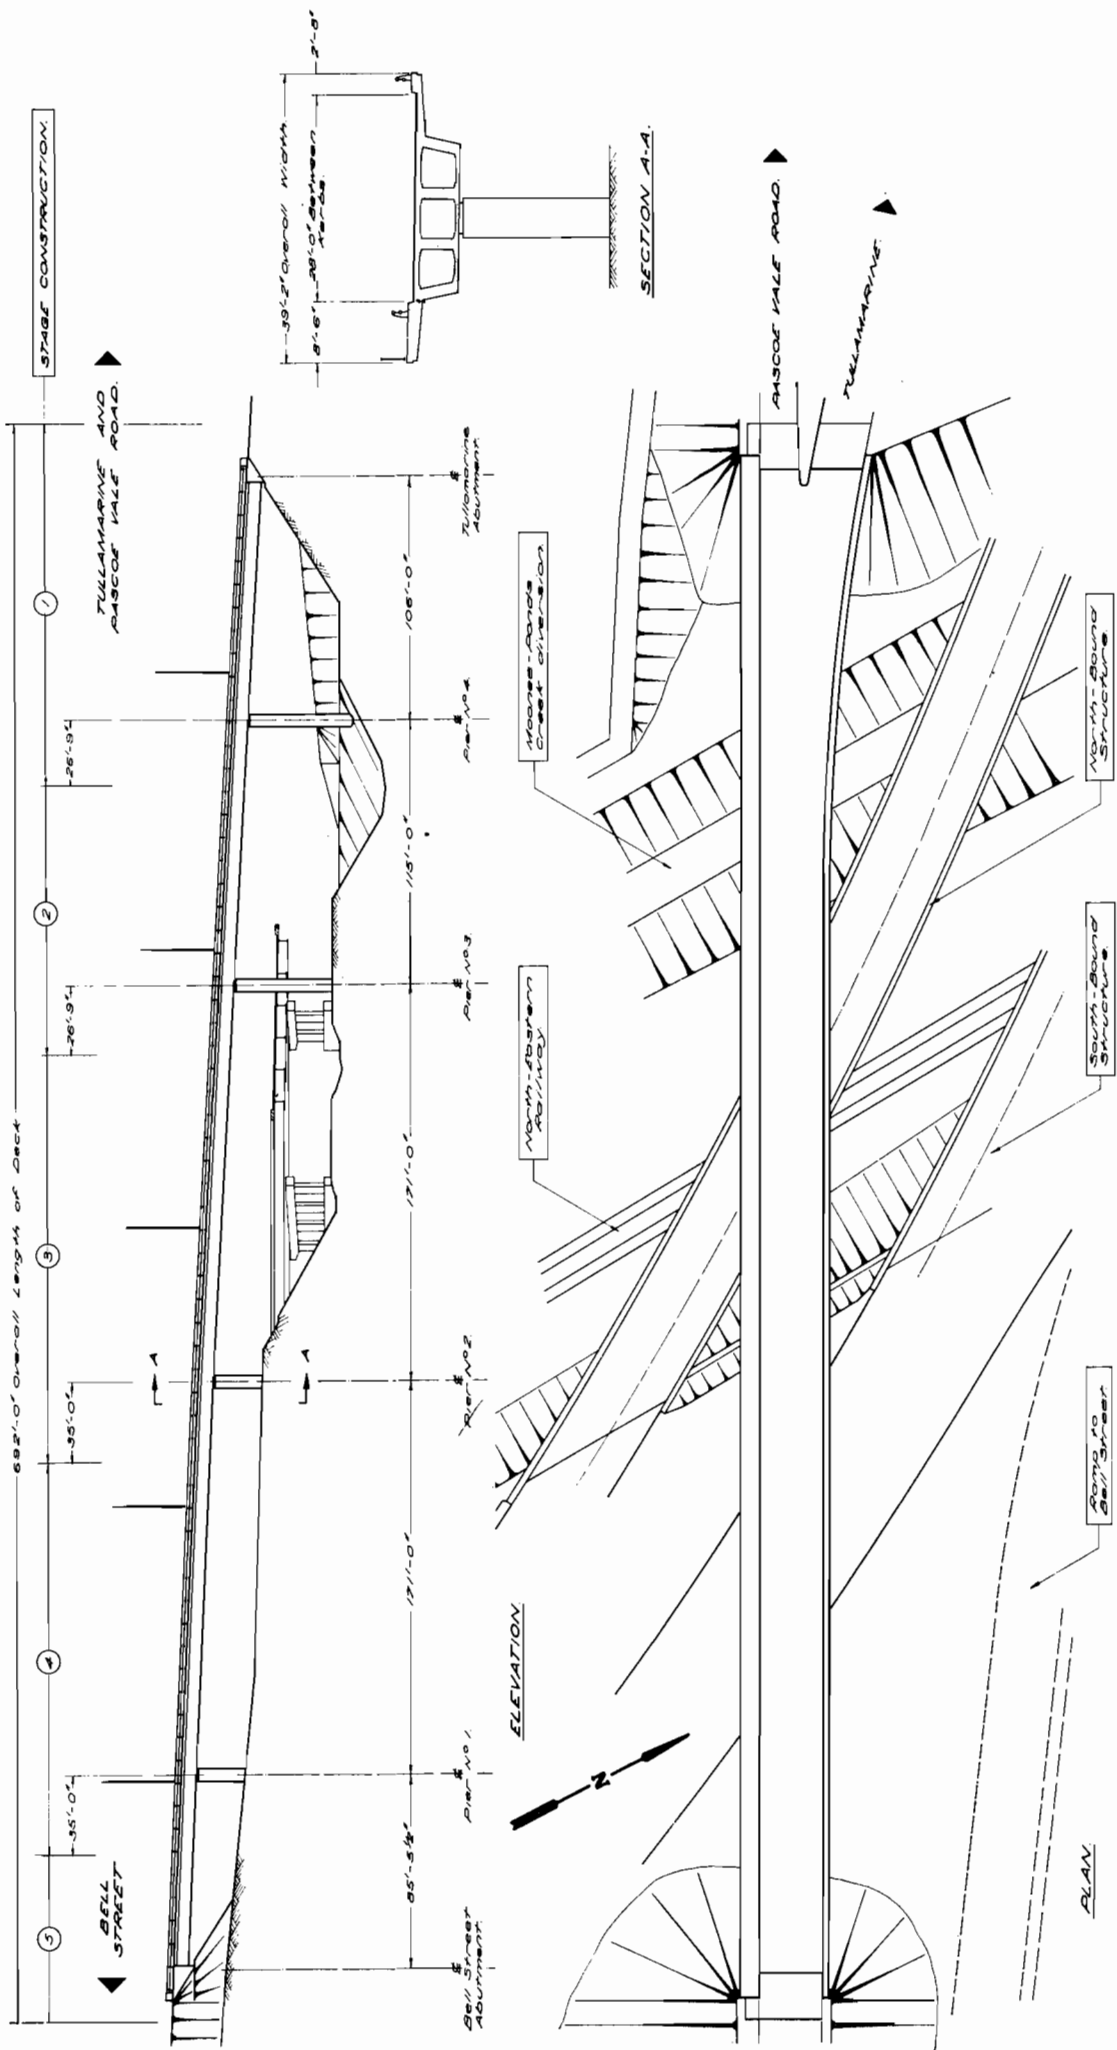 692'-0" Overall Length of Deck
STAGE CONSTRUCTION.
5
4
3
2
1
35'-0"
35'-0"
26'-9"
26'-9"
BELL
STREET
TULLAMARINE AND
PASCOE VALE ROAD.
A
A
85'-5½"
171'-0"
171'-0"
115'-0"
106'-0"
Bell Street
Abutment.
Pier Nº 1.
Pier Nº 2
Pier Nº 3.
Pier Nº 4.
Tullamarine
Abutment.
ELEVATION.
39'-2" Overall Width.
8'-6"
28'-0" Between
Kerbs.
2'-8"
SECTION A-A.
N
North-Eastern
Railway
Moonee-Ponds
Creek diversion.
PASCOE VALE ROAD.
TULLAMARINE.
Ramp to
Bell Street.
South-Bound
Structure.
North-Bound
Structure.
PLAN.